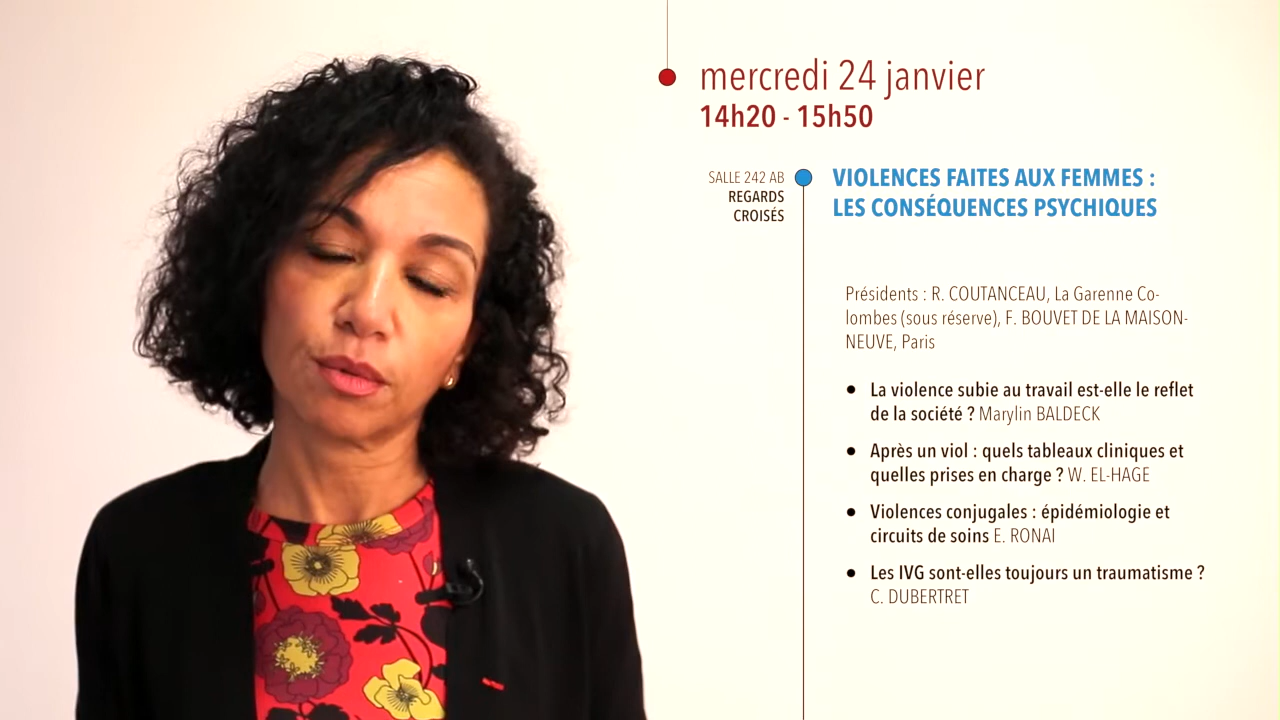 mercredi 24 janvier
14h20 - 15h50
SALLE 242 AB
REGARDS
CROISÉS
VIOLENCES FAITES AUX FEMMES :
LES CONSÉQUENCES PSYCHIQUES
Présidents : R. COUTANCEAU, La Garenne Co-
lombes (sous réserve), F. BOUVET DE LA MAISON-
NEUVE, Paris
• La violence subie au travail est-elle le reflet
de la société ? Marylin BALDECK
• Après un viol : quels tableaux cliniques et
quelles prises en charge ? W. EL-HAGE
• Violences conjugales : épidémiologie et
circuits de soins E. RONAI
• Les IVG sont-elles toujours un traumatisme ?
C. DUBERTRET